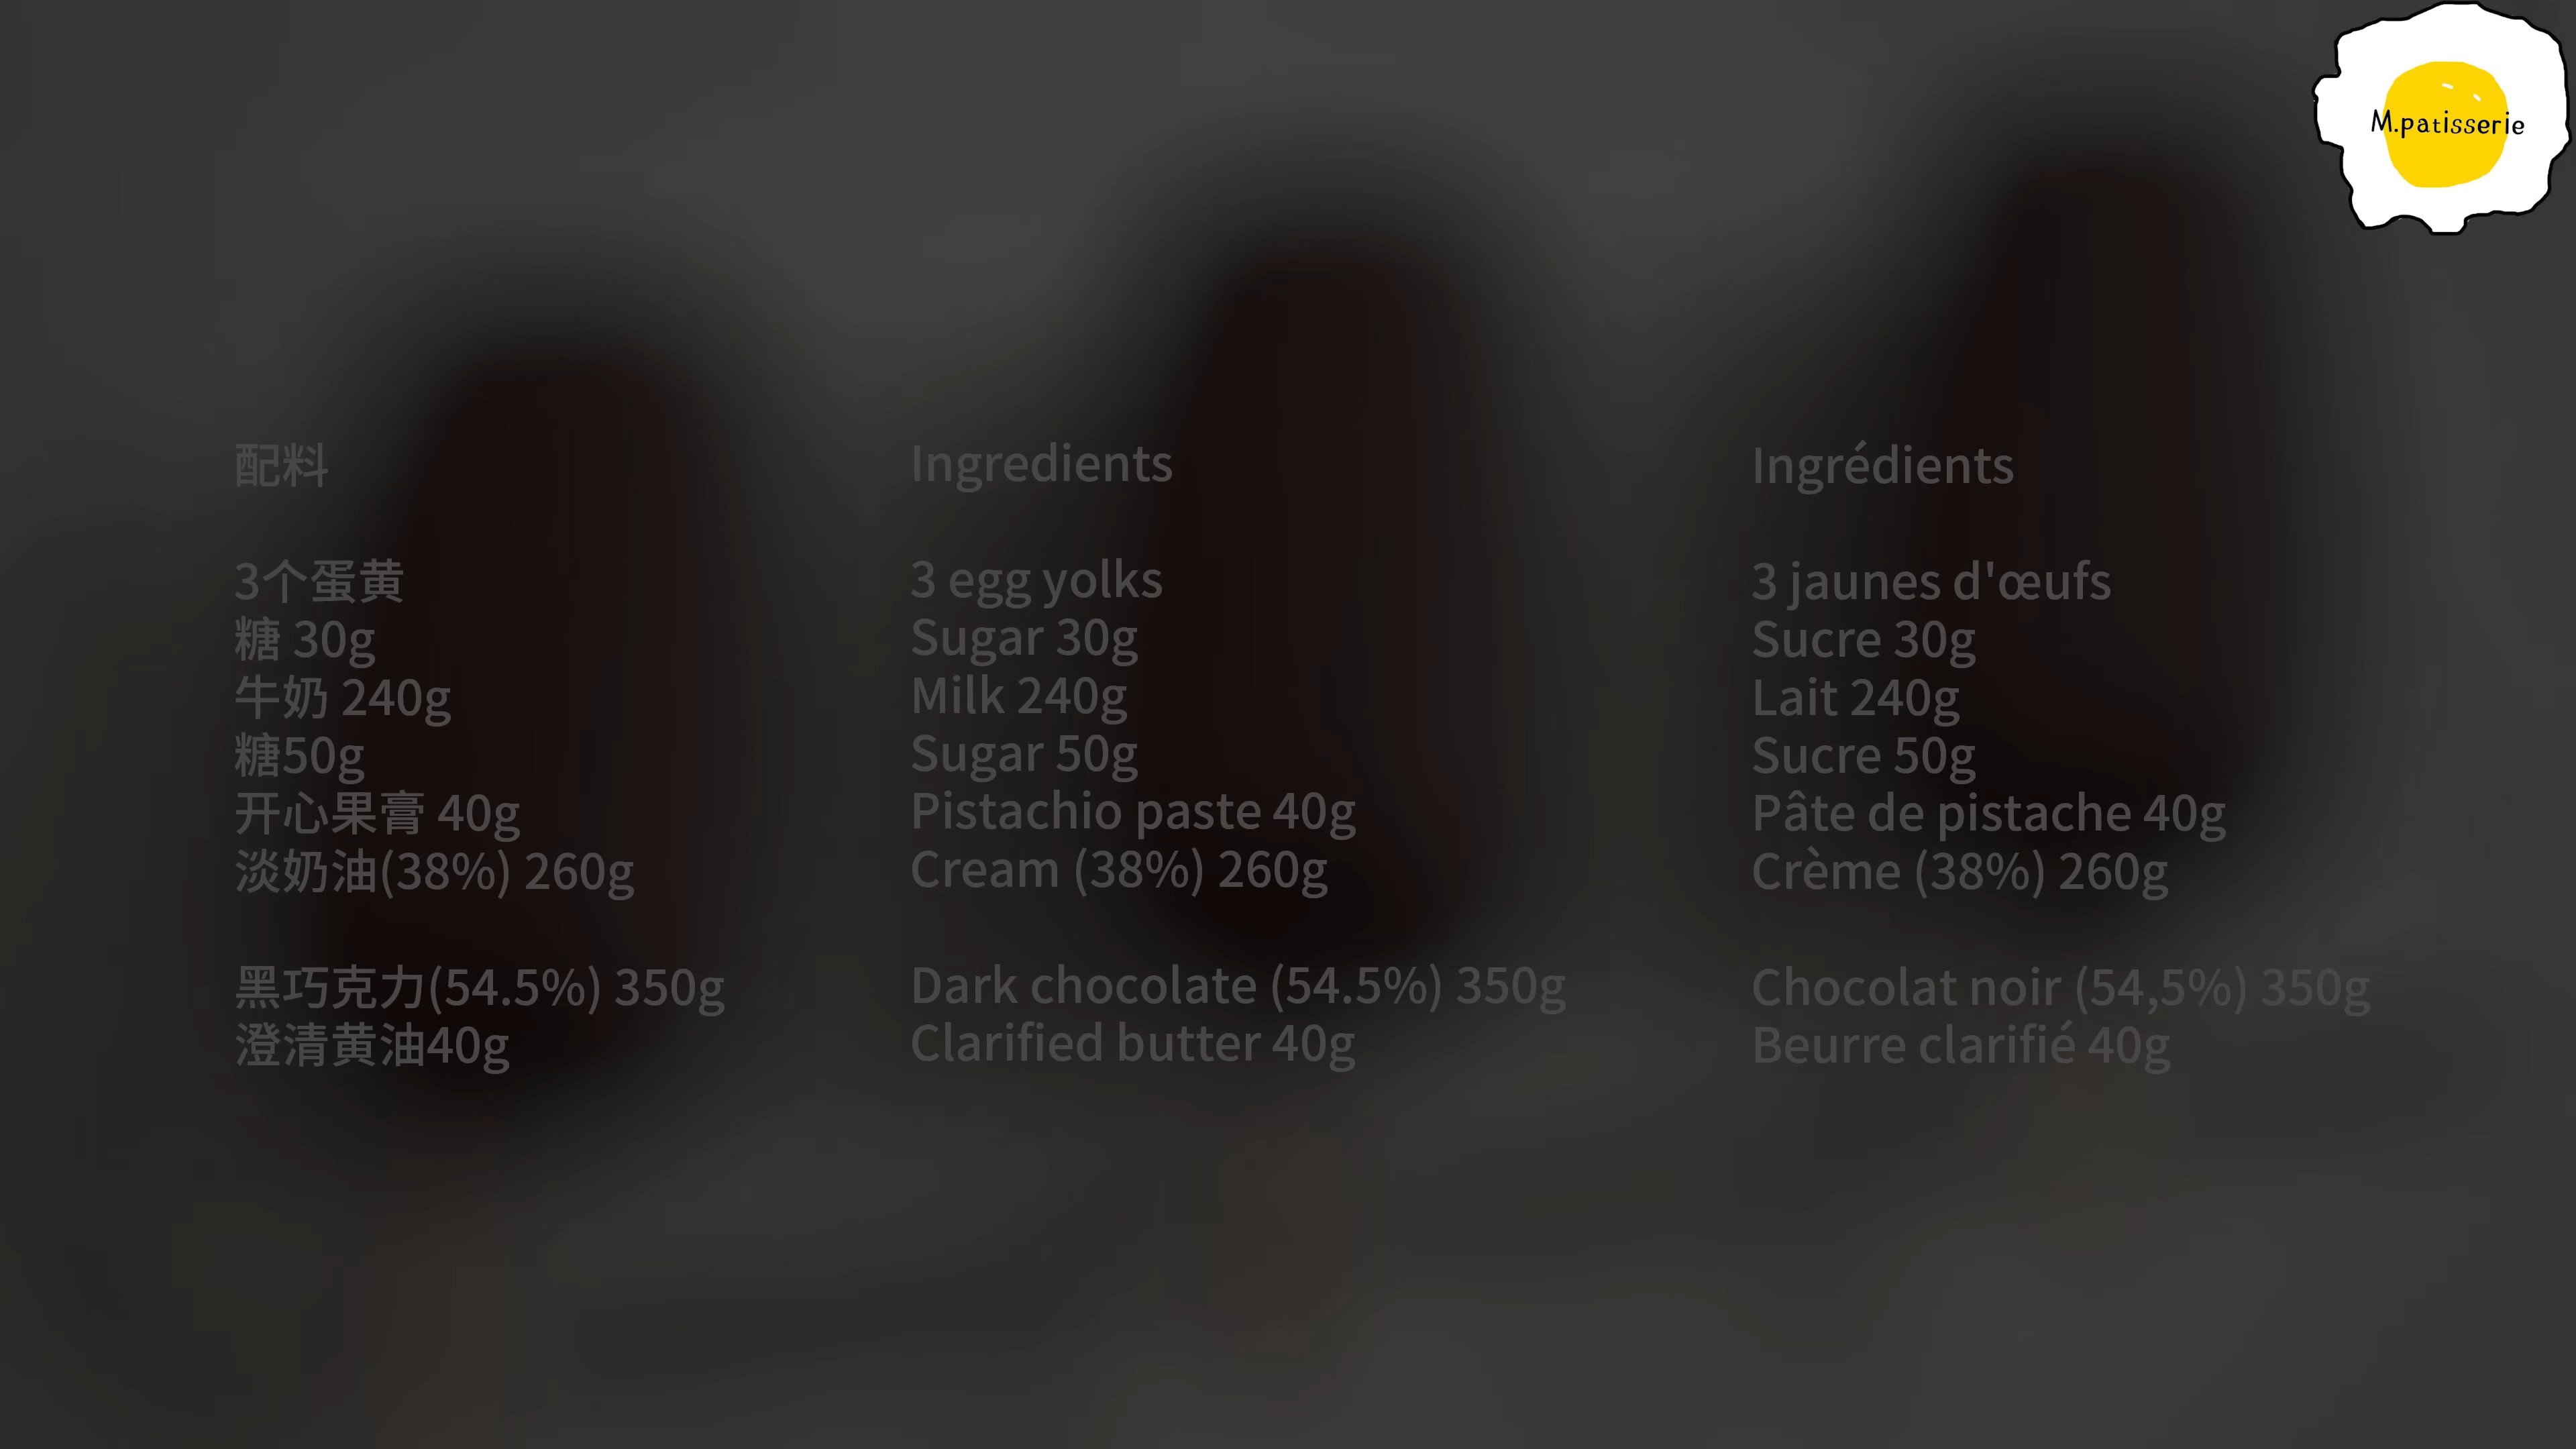 M.patisserie
配料
3个蛋黄
糖 30g
牛奶 240g
糖50g
开心果膏 40g
淡奶油(38%) 260g
黑巧克力(54.5%) 350g
澄清黄油40g
Ingredients
3 egg yolks
Sugar 30g
Milk 240g
Sugar 50g
Pistachio paste 40g
Cream (38%) 260g
Dark chocolate (54.5%) 350g
Clarified butter 40g
Ingrédients
3 jaunes d'œufs
Sucre 30g
Lait 240g
Sucre 50g
Pâte de pistache 40g
Crème (38%) 260g
Chocolat noir (54,5%) 350g
Beurre clarifié 40g